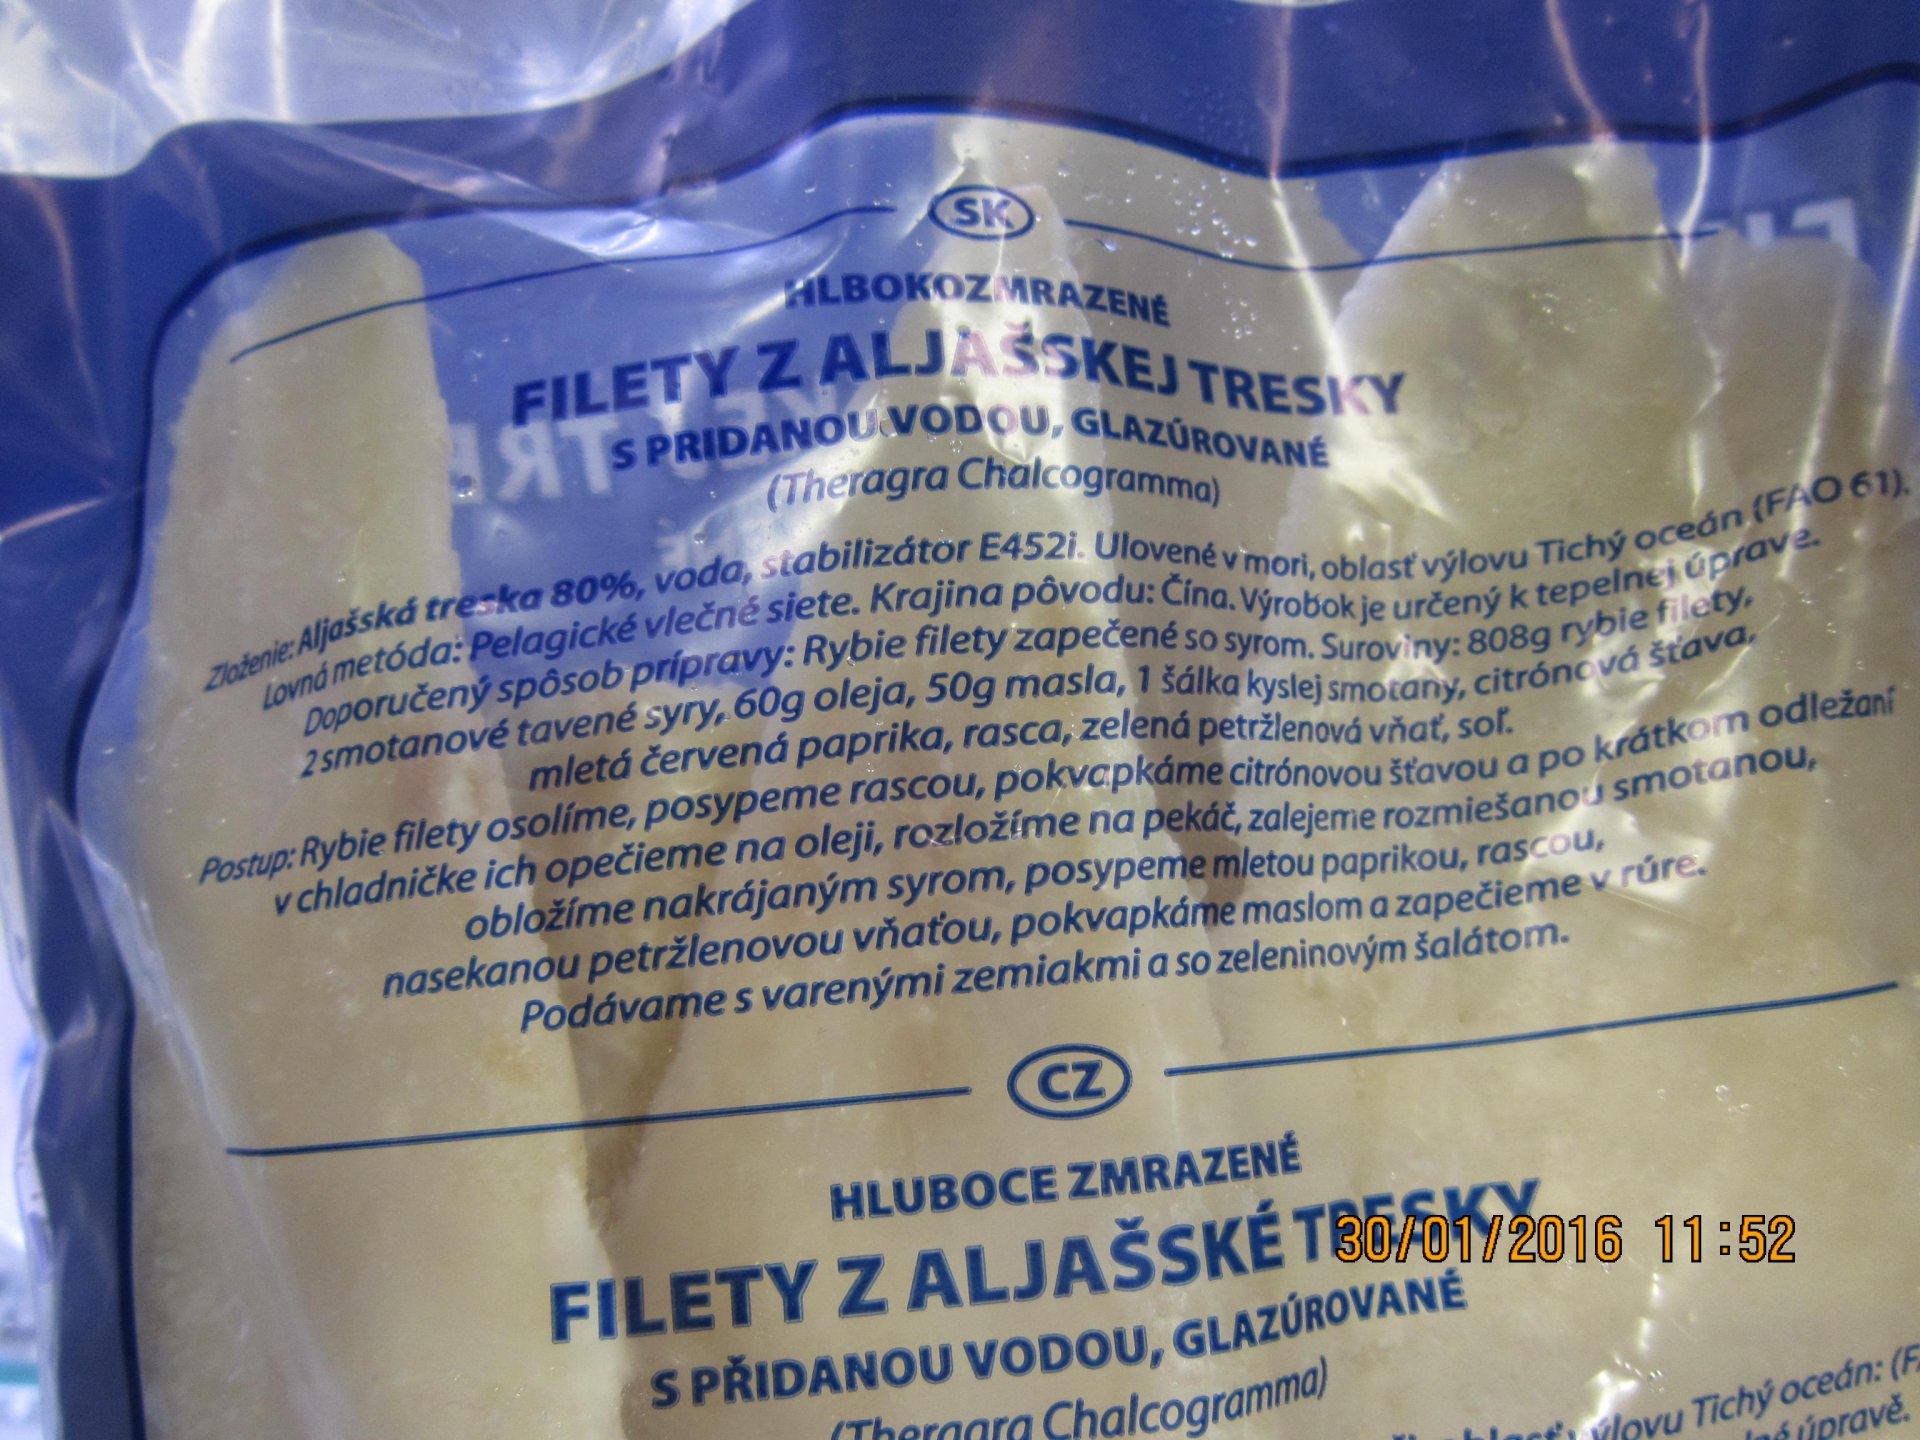 SK
HLBOKOZMRAZENÉ
FILETY Z ALJAŠSKEJ TRESKY
S PRIDANOU VODOU, GLAZÚROVANÉ
(Theragra Chalcogramma)
Zloženie: Aljašská treska 80%, voda, stabilizátor E452i. Ulovené v mori, oblasť výlovu Tichý oceán (FAO 61).
Lovná metóda: Pelagické vlečné siete. Krajina pôvodu: Čína. Výrobok je určený k tepelnej úprave.
Doporučený spôsob prípravy: Rybie filety zapečené so syrom. Suroviny: 808g rybie filety,
2 smotanové tavené syry, 60g oleja, 50g masla, 1 šálka kyslej smotany, citrónová šťava,
mletá červená paprika, rasca, zelená petržlenová vňať, soľ.
Postup: Rybie filety osolíme, posypeme rascou, pokvapkáme citrónovou šťavou a po krátkom odležaní
v chladničke ich opečieme na oleji, rozložíme na pekáč, zalejeme rozmiešanou smotanou,
obložíme nakrájaným syrom, posypeme mletou paprikou, rascou,
nasekanou petržlenovou vňaťou, pokvapkáme maslom a zapečieme v rúre.
Podávame s varenými zemiakmi a so zeleninovým šalátom.
CZ
HLUBOCE ZMRAZENÉ
FILETY Z ALJAŠSKÉ TRESKY
30/01/2016 11:52
S PŘIDANOU VODOU, GLAZÚROVANÉ
(Theragra Chalcogramma)
výlovu Tichý oceán: (F
úpravě.